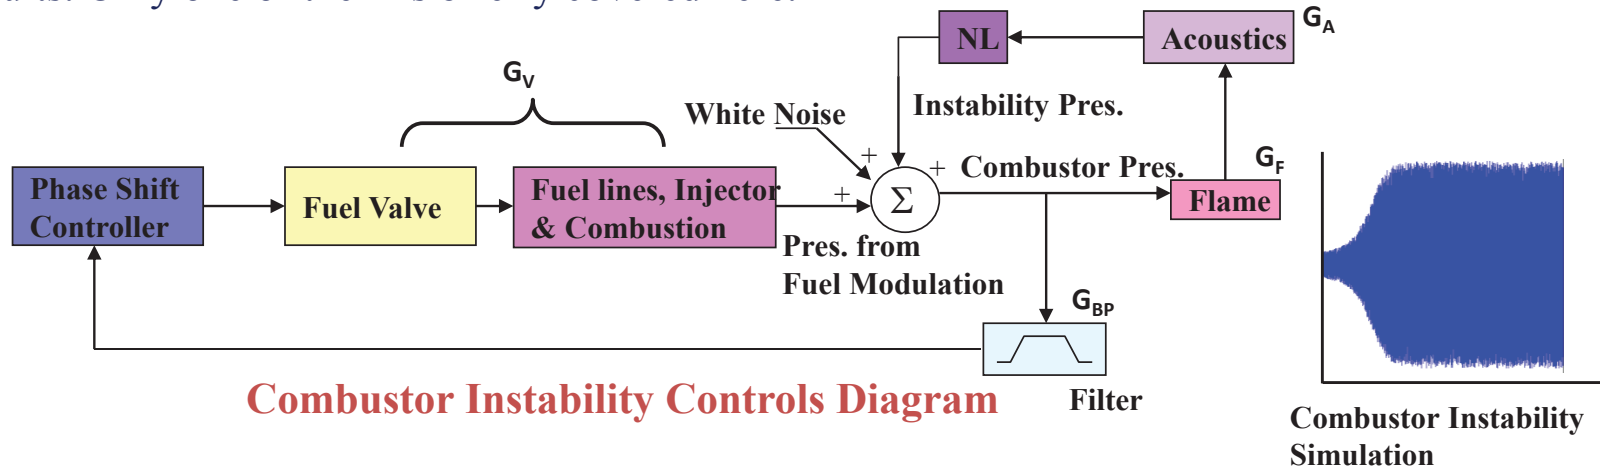 G_A
NL
Acoustics
G_V
White Noise
Instability Pres.
+
+
Combustor Pres.
G_F
Phase Shift
Controller
Fuel Valve
Fuel lines, Injector
& Combustion
+
Σ
Flame
Pres. from
Fuel Modulation
G_BP
Combustor Instability Controls Diagram
Filter
Combustor Instability
Simulation